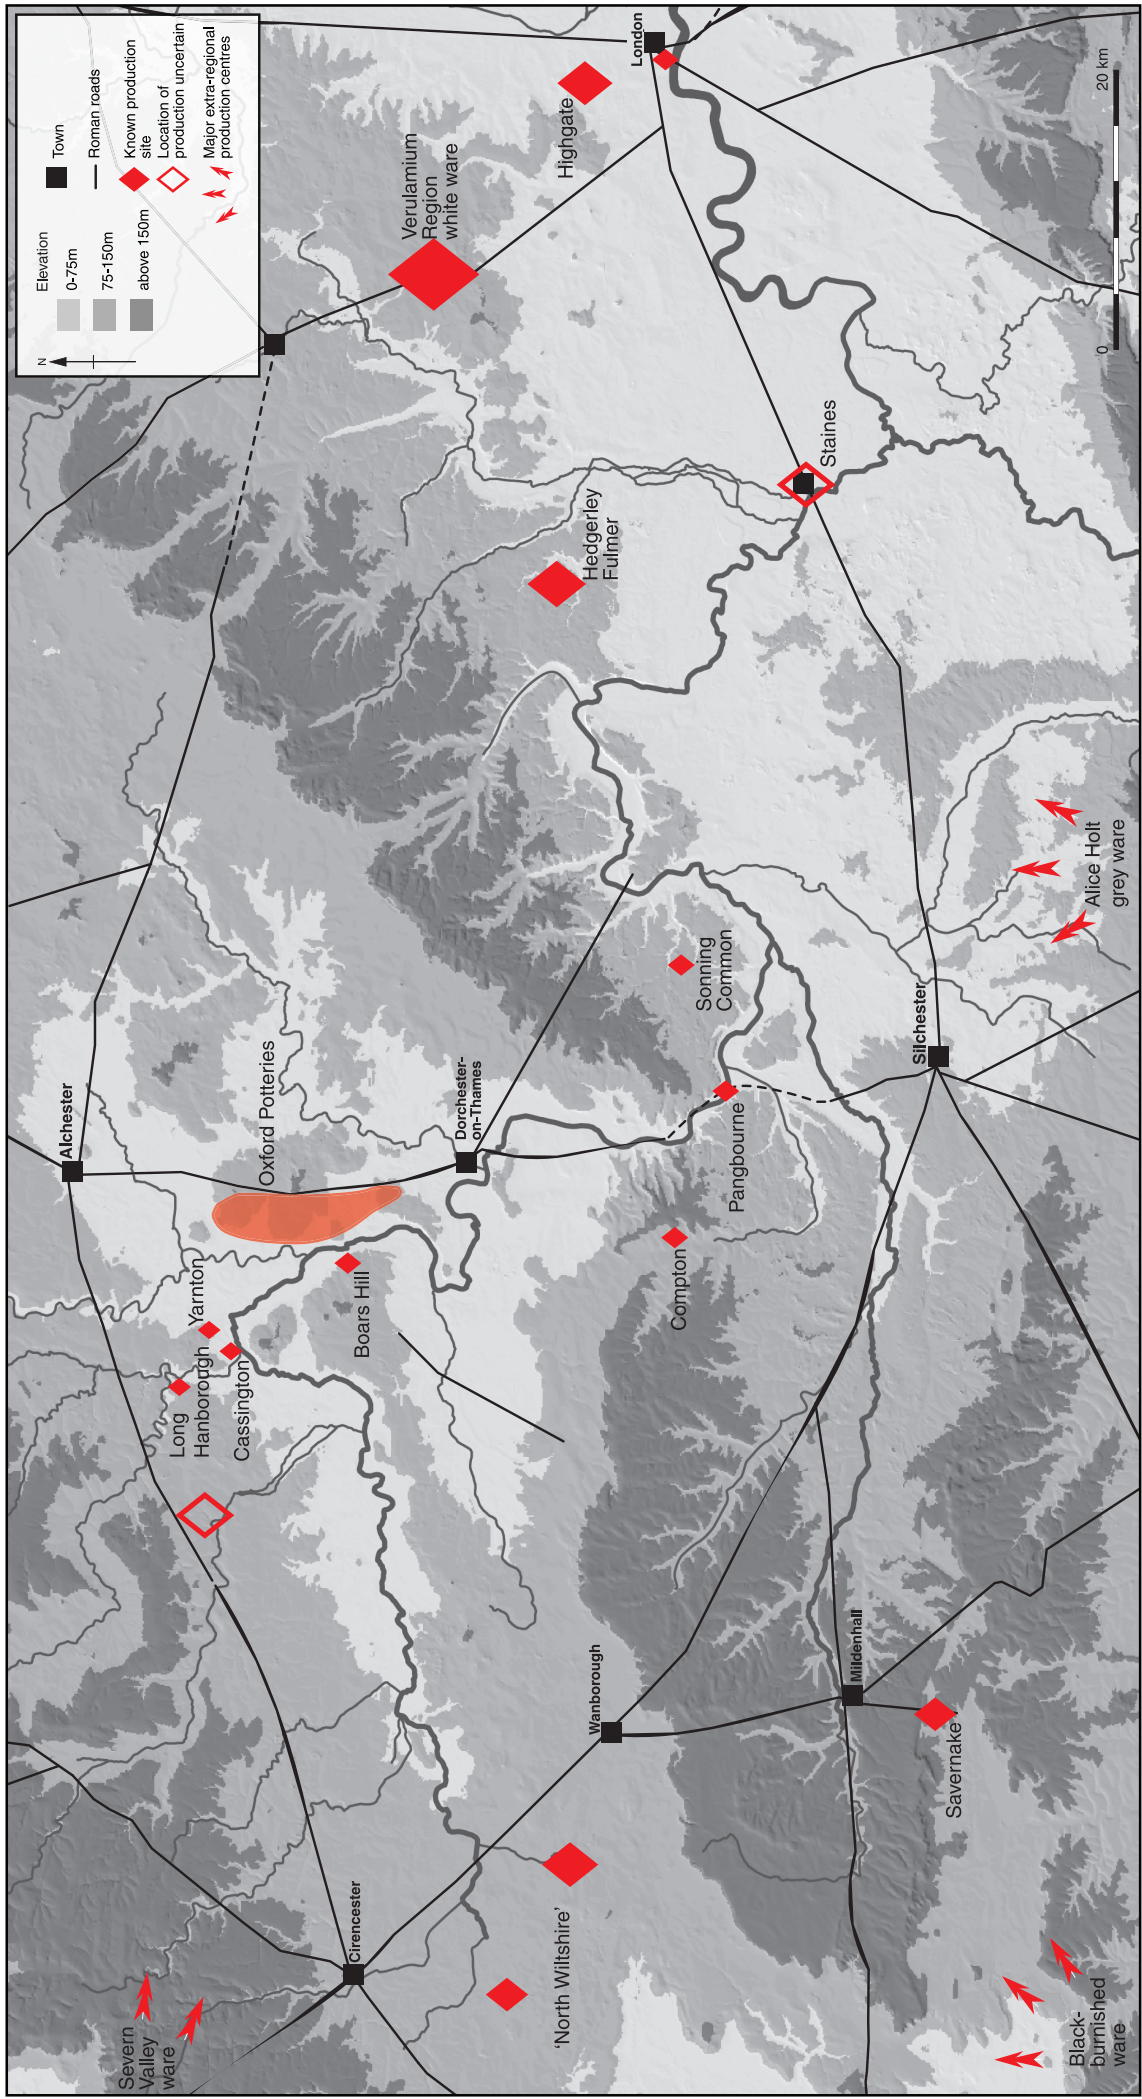 Elevation
0-75m
75-150m
above 150m
N
Town
Roman roads
Known production
site
Location of
production uncertain
Major extra-regional
production centres
Severn
Valley
ware
Cirencester
'North Wiltshire'
Black-
burnished
ware
Wanborough
Mildenhall
Savernake
Long
Hanborough
Cassington
Yarnton
Boars Hill
Alchester
Oxford Potteries
Dorchester-
on-Thames
Compton
Pangbourne
Sonning
Common
Silchester
Alice Holt
grey ware
Hedgerley
Fulmer
Staines
Verulamium
Region
white ware
Highgate
London
0
20 km